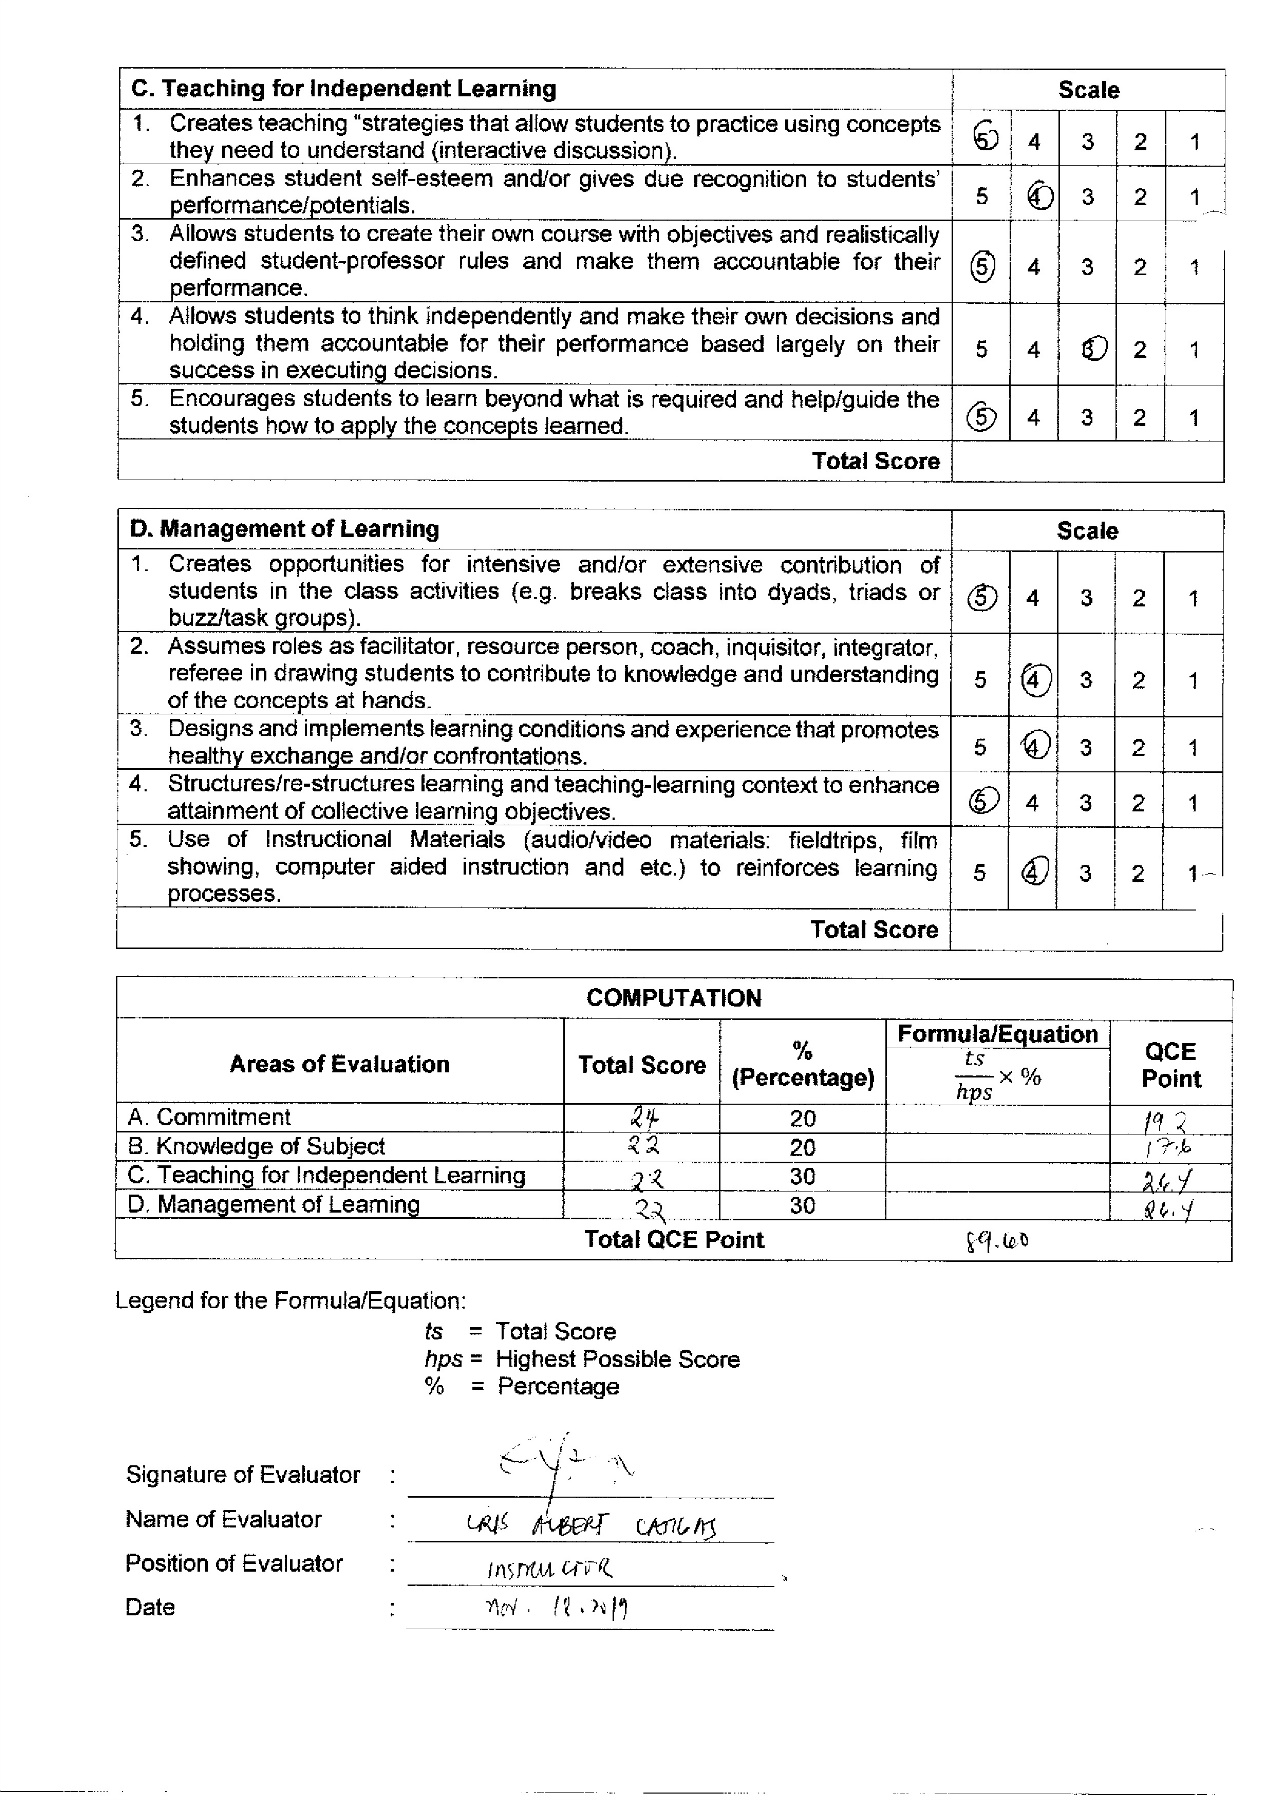 C. Teaching for Independent Learning Scale
1. Creates teaching "strategies that allow students to practice using concepts
they need to understand (interactive discussion). 5 4 3 2 1
2. Enhances student self-esteem and/or gives due recognition to students'
performance/potentials. 5 4 3 2 1
3. Allows students to create their own course with objectives and realistically
defined student-professor rules and make them accountable for their 5 4 3 2 1
performance.
4. Allows students to think independently and make their own decisions and
holding them accountable for their performance based largely on their 5 4 3 2 1
success in executing decisions.
5. Encourages students to learn beyond what is required and help/guide the
students how to apply the concepts learned. 5 4 3 2 1
Total Score
D. Management of Learning Scale
1. Creates opportunities for intensive and/or extensive contribution of
students in the class activities (e.g. breaks class into dyads, triads or 5 4 3 2 1
buzz/task groups).
2. Assumes roles as facilitator, resource person, coach, inquisitor, integrator,
referee in drawing students to contribute to knowledge and understanding 5 4 3 2 1
of the concepts at hands.
3. Designs and implements learning conditions and experience that promotes
healthy exchange and/or confrontations. 5 4 3 2 1
4. Structures/re-structures learning and teaching-learning context to enhance
attainment of collective learning objectives. 5 4 3 2 1
5. Use of Instructional Materials (audio/video materials: fieldtrips, film
showing, computer aided instruction and etc.) to reinforces learning 5 4 3 2 1
processes.
Total Score
COMPUTATION
Areas of Evaluation Total Score % (Percentage) Formula/Equation ts/hps × % QCE Point
A. Commitment 24 20 19.2
B. Knowledge of Subject 22 20 17.6
C. Teaching for Independent Learning 22 30 26.4
D. Management of Learning 22 30 26.4
Total QCE Point 89.60
Legend for the Formula/Equation:
ts = Total Score
hps = Highest Possible Score
% = Percentage
Signature of Evaluator :
Name of Evaluator : CRIS ALBERT
Position of Evaluator : INSTRUCTOR
Date : Nov. 18, 2019